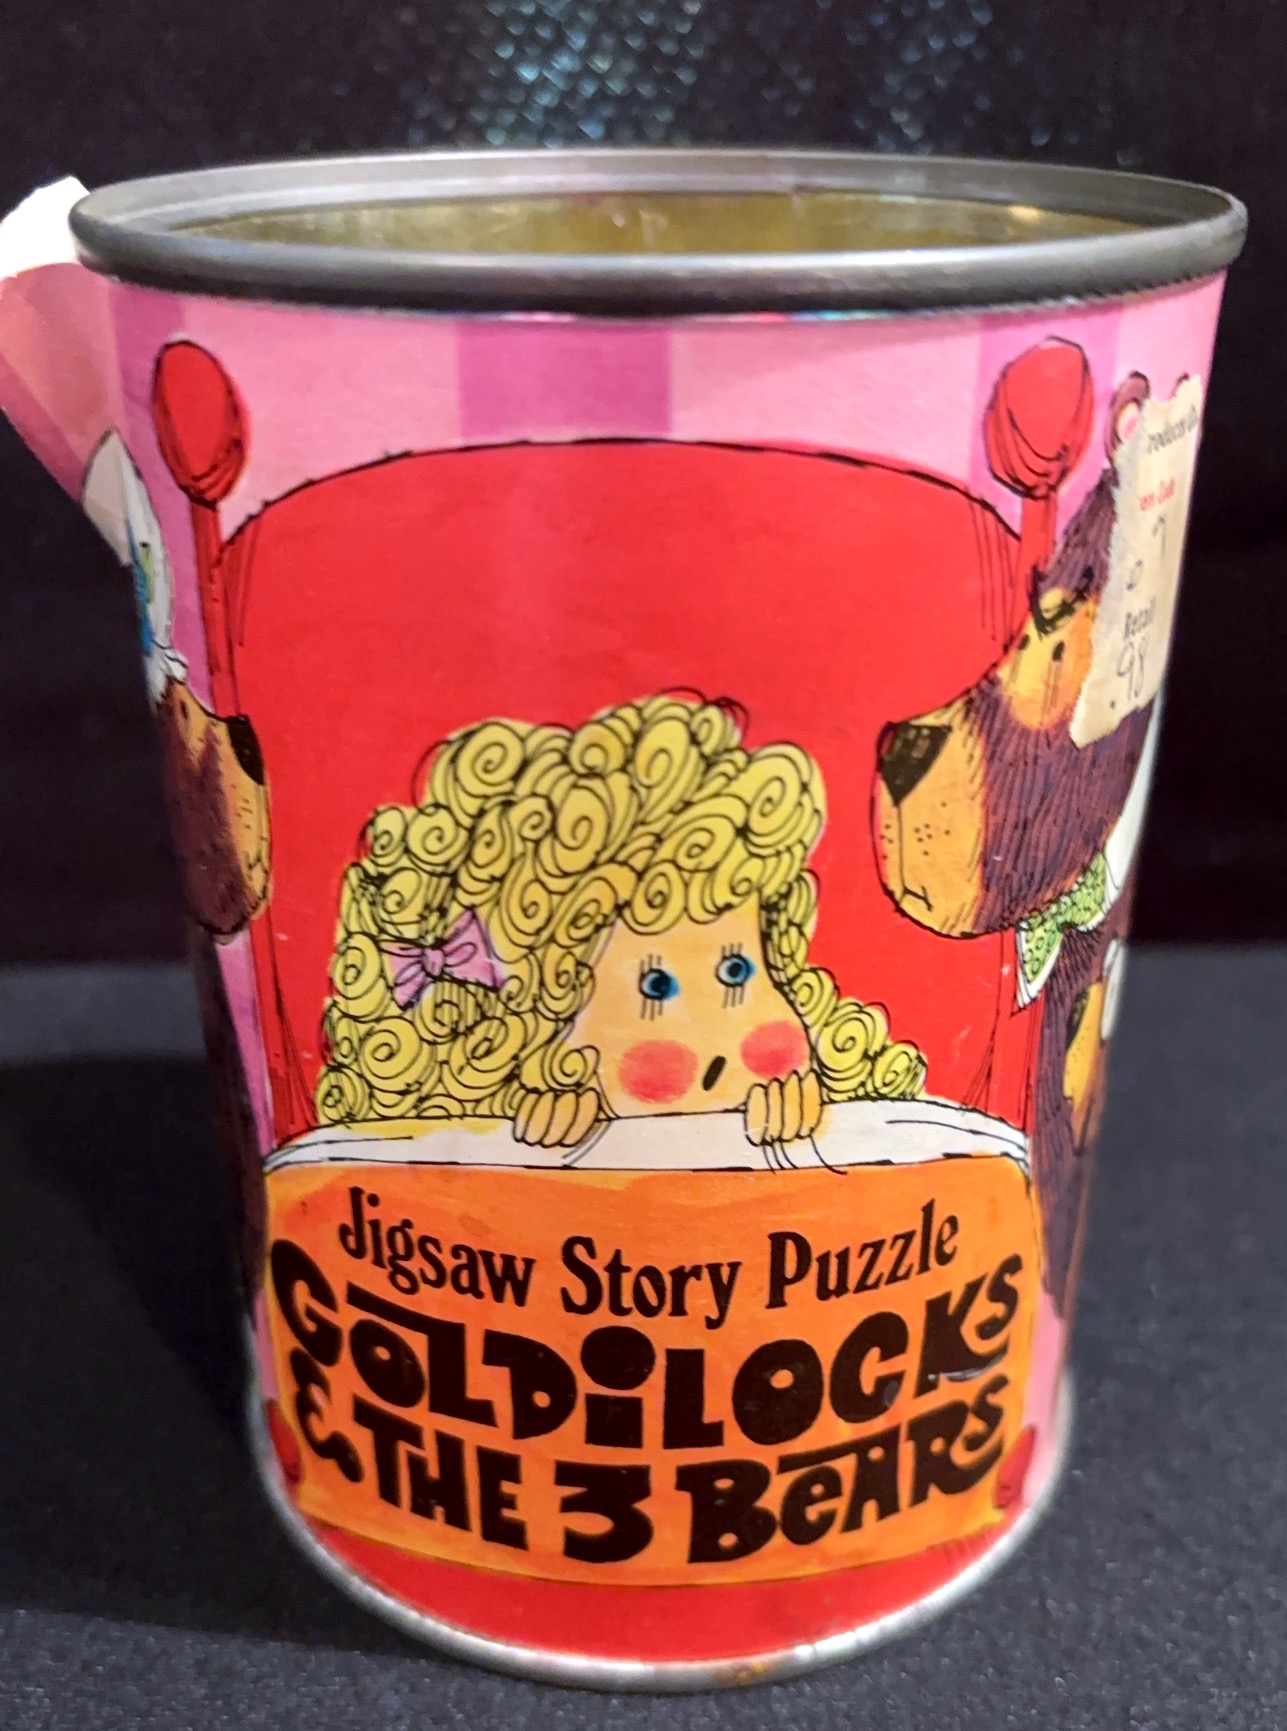 Retail
.98
Jigsaw Story Puzzle
GOLDiLOCKS
& THE 3 BeARS